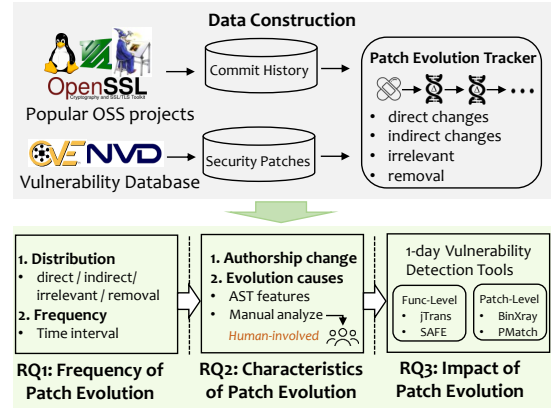 Data Construction
OpenSSL
Cryptography and SSL/TLS Toolkit
Popular OSS projects
Commit History
CVE NVD
Vulnerability Database
Security Patches
Patch Evolution Tracker
• direct changes
• indirect changes
• irrelevant
• removal
1. Distribution
• direct / indirect/
irrelevant / removal
2. Frequency
• Time interval
RQ1: Frequency of
Patch Evolution
1. Authorship change
2. Evolution causes
• AST features
• Manual analyze
Human-involved
RQ2: Characteristics
of Patch Evolution
1-day Vulnerability
Detection Tools
Func-Level
• jTrans
• SAFE
Patch-Level
• BinXray
• PMatch
RQ3: Impact of
Patch Evolution